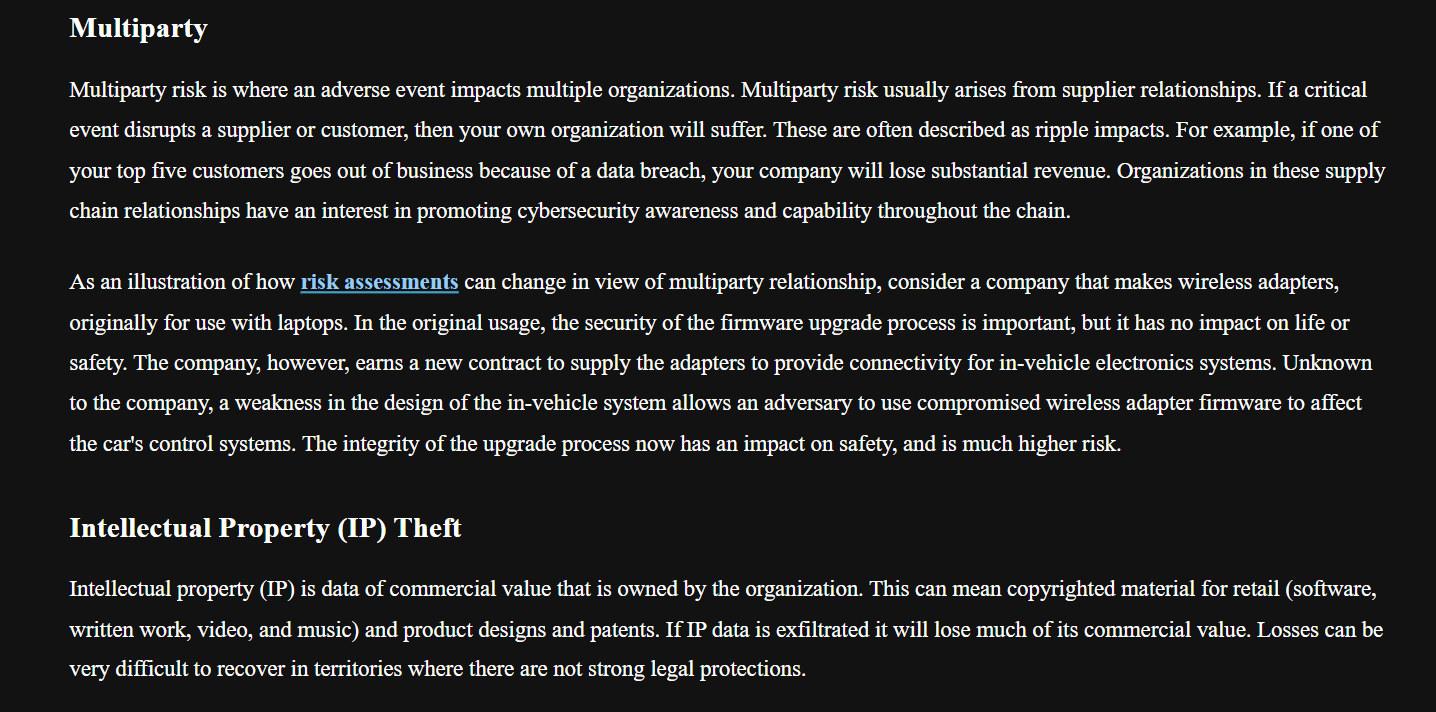 Multiparty
Multiparty risk is where an adverse event impacts multiple organizations. Multiparty risk usually arises from supplier relationships. If a critical
event disrupts a supplier or customer, then your own organization will suffer. These are often described as ripple impacts. For example, if one of
your top five customers goes out of business because of a data breach, your company will lose substantial revenue. Organizations in these supply
chain relationships have an interest in promoting cybersecurity awareness and capability throughout the chain.
As an illustration of how risk assessments can change in view of multiparty relationship, consider a company that makes wireless adapters,
originally for use with laptops. In the original usage, the security of the firmware upgrade process is important, but it has no impact on life or
safety. The company, however, earns a new contract to supply the adapters to provide connectivity for in-vehicle electronics systems. Unknown
to the company, a weakness in the design of the in-vehicle system allows an adversary to use compromised wireless adapter firmware to affect
the car's control systems. The integrity of the upgrade process now has an impact on safety, and is much higher risk.
Intellectual Property (IP) Theft
Intellectual property (IP) is data of commercial value that is owned by the organization. This can mean copyrighted material for retail (software,
written work, video, and music) and product designs and patents. If IP data is exfiltrated it will lose much of its commercial value. Losses can be
very difficult to recover in territories where there are not strong legal protections.